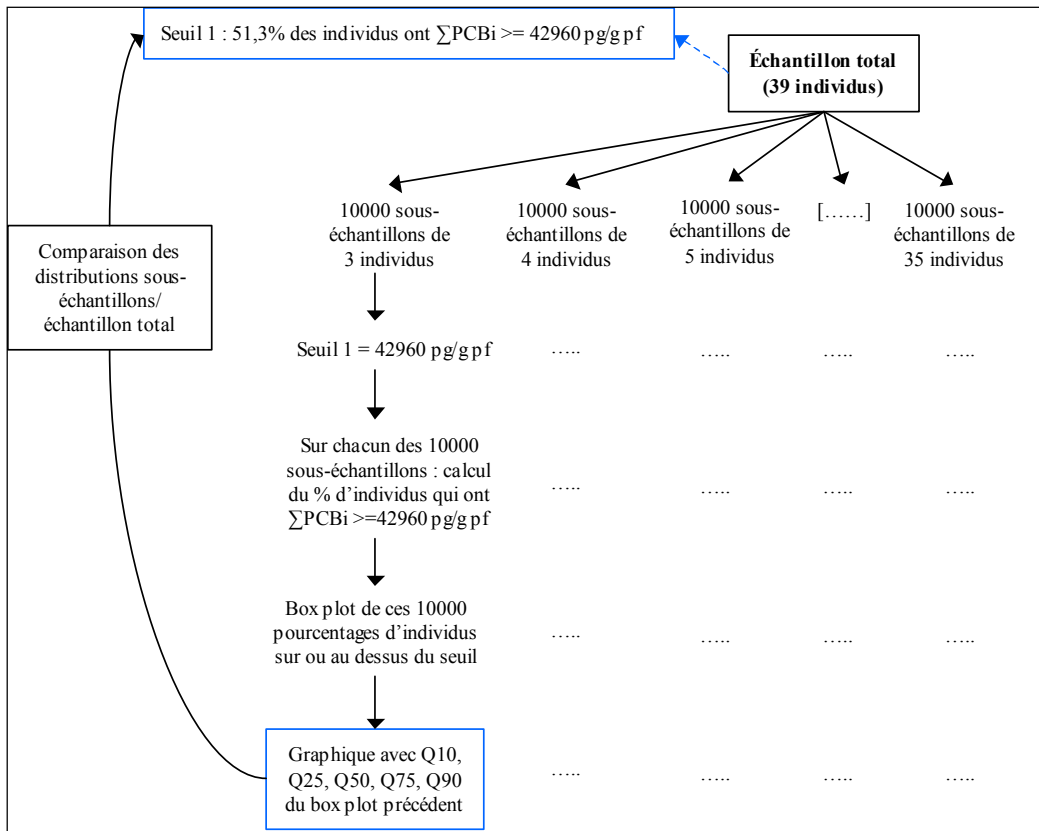 Seuil 1 : 51,3% des individus ont ∑PCBi >= 42960 pg/g pf
Échantillon total
(39 individus)
10000 sous-
échantillons de
3 individus
10000 sous-
échantillons de
4 individus
10000 sous-
échantillons de
5 individus
[……]
10000 sous-
échantillons de
35 individus
Comparaison des
distributions sous-
échantillons/
échantillon total
Seuil 1 = 42960 pg/g pf
…..
…..
…..
…..
Sur chacun des 10000
sous-échantillons : calcul
du % d’individus qui ont
∑PCBi >=42960 pg/g pf
…..
…..
…..
…..
Box plot de ces 10000
pourcentages d’individus
sur ou au dessus du seuil
…..
…..
…..
…..
Graphique avec Q10,
Q25, Q50, Q75, Q90
du box plot précédent
…..
…..
…..
…..